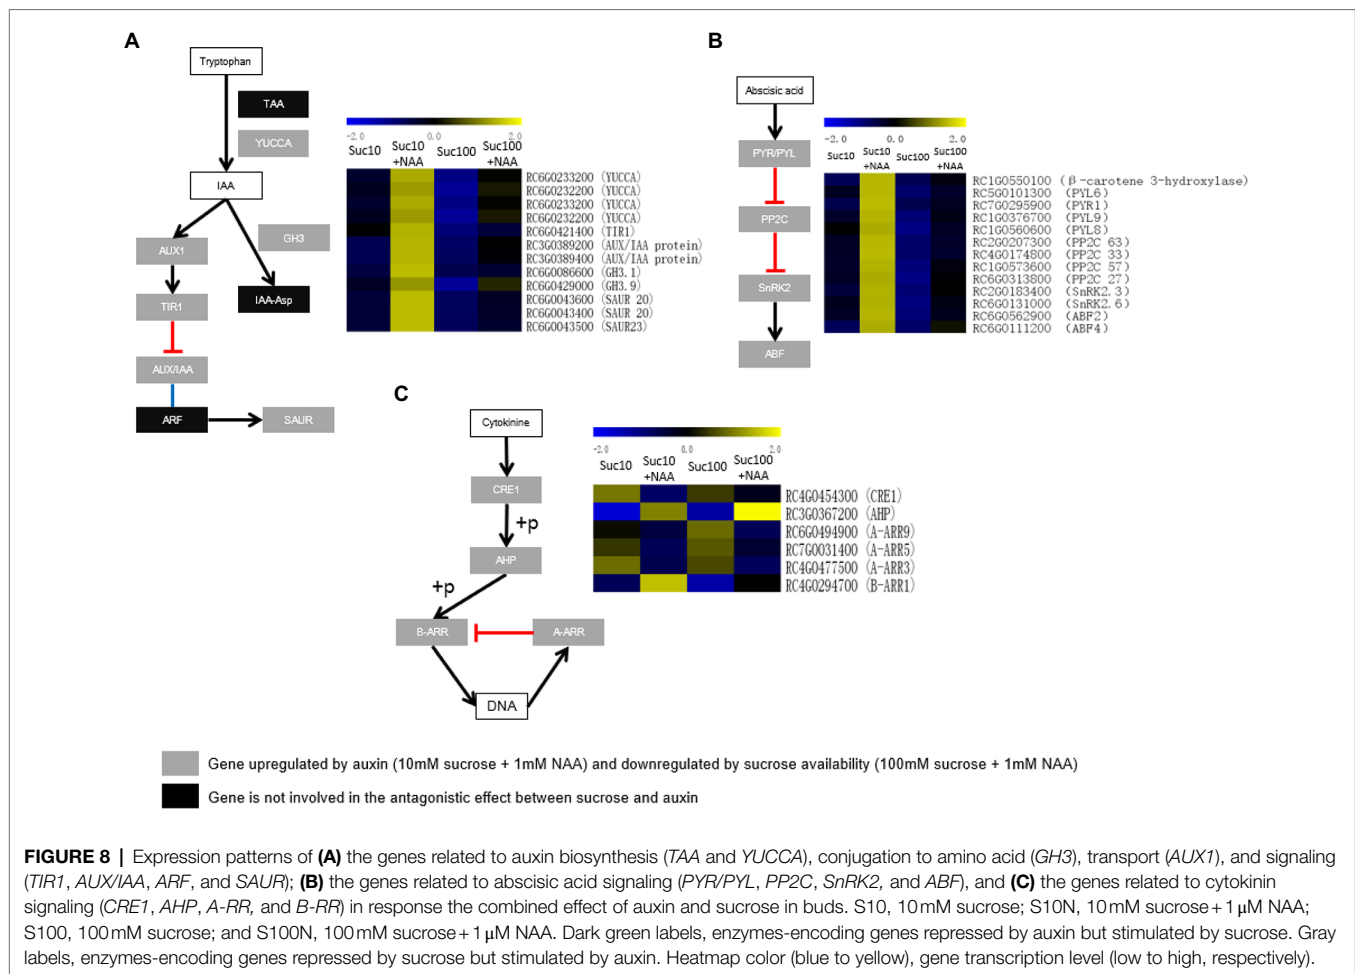 A
Tryptophan
TAA
YUCCA
IAA
AUX1
GH3
TIR1
IAA-Asp
AUX/IAA
ARF
SAUR
-2.0 0.0 2.0
Suc10 Suc10 +NAA Suc100 Suc100 +NAA
RC6G0233200 (YUCCA)
RC6G0232200 (YUCCA)
RC6G0233200 (YUCCA)
RC6G0232200 (YUCCA)
RC6G0421400 (TIR1)
RC3G0389200 (AUX/IAA protein)
RC3G0389400 (AUX/IAA protein)
RC6G0086600 (GH3.1)
RC6G0429000 (GH3.9)
RC6G0043600 (SAUR 20)
RC6G0043400 (SAUR 20)
RC6G0043500 (SAUR23)
B
Abscisic acid
PYR/PYL
PP2C
SnRK2
ABF
-2.0 0.0 2.0
Suc10 Suc10 +NAA Suc100 Suc100 +NAA
RC1G0550100 (β-carotene 3-hydroxylase)
RC5G0101300 (PYL6)
RC7G0295900 (PYR1)
RC1G0376700 (PYL9)
RC1G0560600 (PYL8)
RC2G0207300 (PP2C 63)
RC4G0174800 (PP2C 33)
RC1G0573600 (PP2C 57)
RC6G0313800 (PP2C 27)
RC2G0183400 (SnRK2.3)
RC6G0131000 (SnRK2.6)
RC6G0562900 (ABF2)
RC6G0111200 (ABF4)
C
Cytokinine
CRE1
+p
AHP
+p
B-ARR
A-ARR
DNA
-2.0 0.0 2.0
Suc10 Suc10 +NAA Suc100 Suc100 +NAA
RC4G0454300 (CRE1)
RC3G0367200 (AHP)
RC6G0494900 (A-ARR9)
RC7G0031400 (A-ARR5)
RC4G0477500 (A-ARR3)
RC4G0294700 (B-ARR1)
Gene upregulated by auxin (10mM sucrose + 1mM NAA) and downregulated by sucrose availability (100mM sucrose + 1mM NAA)
Gene is not involved in the antagonistic effect between sucrose and auxin
FIGURE 8 | Expression patterns of (A) the genes related to auxin biosynthesis (TAA and YUCCA), conjugation to amino acid (GH3), transport (AUX1), and signaling
(TIR1, AUX/IAA, ARF, and SAUR); (B) the genes related to abscisic acid signaling (PYR/PYL, PP2C, SnRK2, and ABF), and (C) the genes related to cytokinin
signaling (CRE1, AHP, A-RR, and B-RR) in response the combined effect of auxin and sucrose in buds. S10, 10 mM sucrose; S10N, 10 mM sucrose + 1 μM NAA;
S100, 100 mM sucrose; and S100N, 100 mM sucrose + 1 μM NAA. Dark green labels, enzymes-encoding genes repressed by auxin but stimulated by sucrose. Gray
labels, enzymes-encoding genes repressed by sucrose but stimulated by auxin. Heatmap color (blue to yellow), gene transcription level (low to high, respectively).